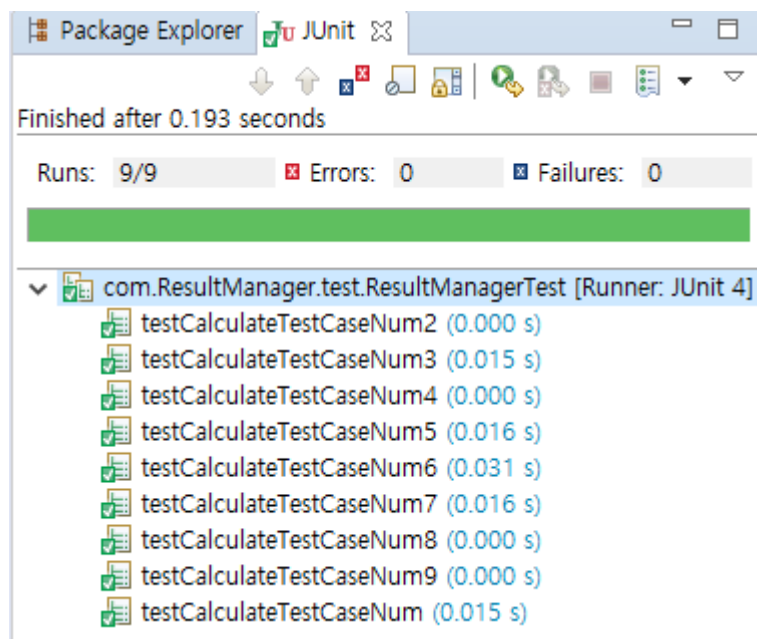 Package Explorer JUnit
Finished after 0.193 seconds
Runs: 9/9 Errors: 0 Failures: 0
com.ResultManager.test.ResultManagerTest [Runner: JUnit 4]
testCalculateTestCaseNum2 (0.000 s)
testCalculateTestCaseNum3 (0.015 s)
testCalculateTestCaseNum4 (0.000 s)
testCalculateTestCaseNum5 (0.016 s)
testCalculateTestCaseNum6 (0.031 s)
testCalculateTestCaseNum7 (0.016 s)
testCalculateTestCaseNum8 (0.000 s)
testCalculateTestCaseNum9 (0.000 s)
testCalculateTestCaseNum (0.015 s)